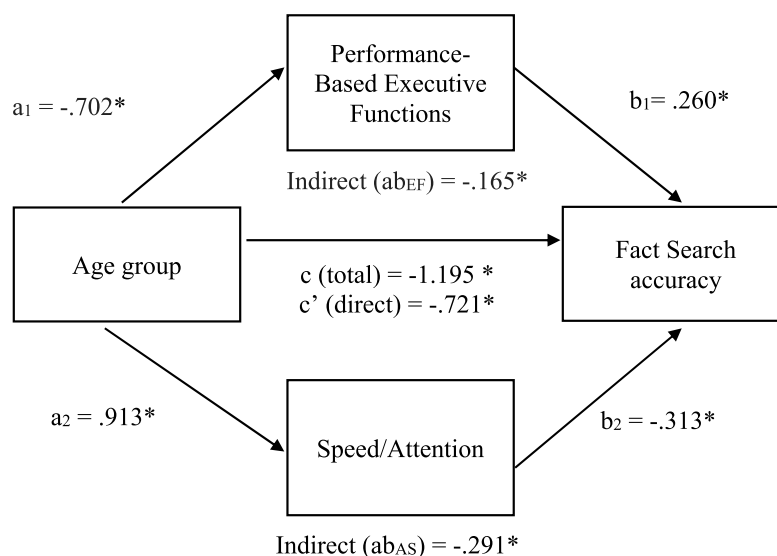 Performance-
Based Executive
Functions
a₁ = -.702*
b₁= .260*
Indirect (abEF) = -.165*
Age group
Fact Search
accuracy
c (total) = -1.195 *
c’ (direct) = -.721*
a₂ = .913*
b₂ = -.313*
Speed/Attention
Indirect (abAS) = -.291*